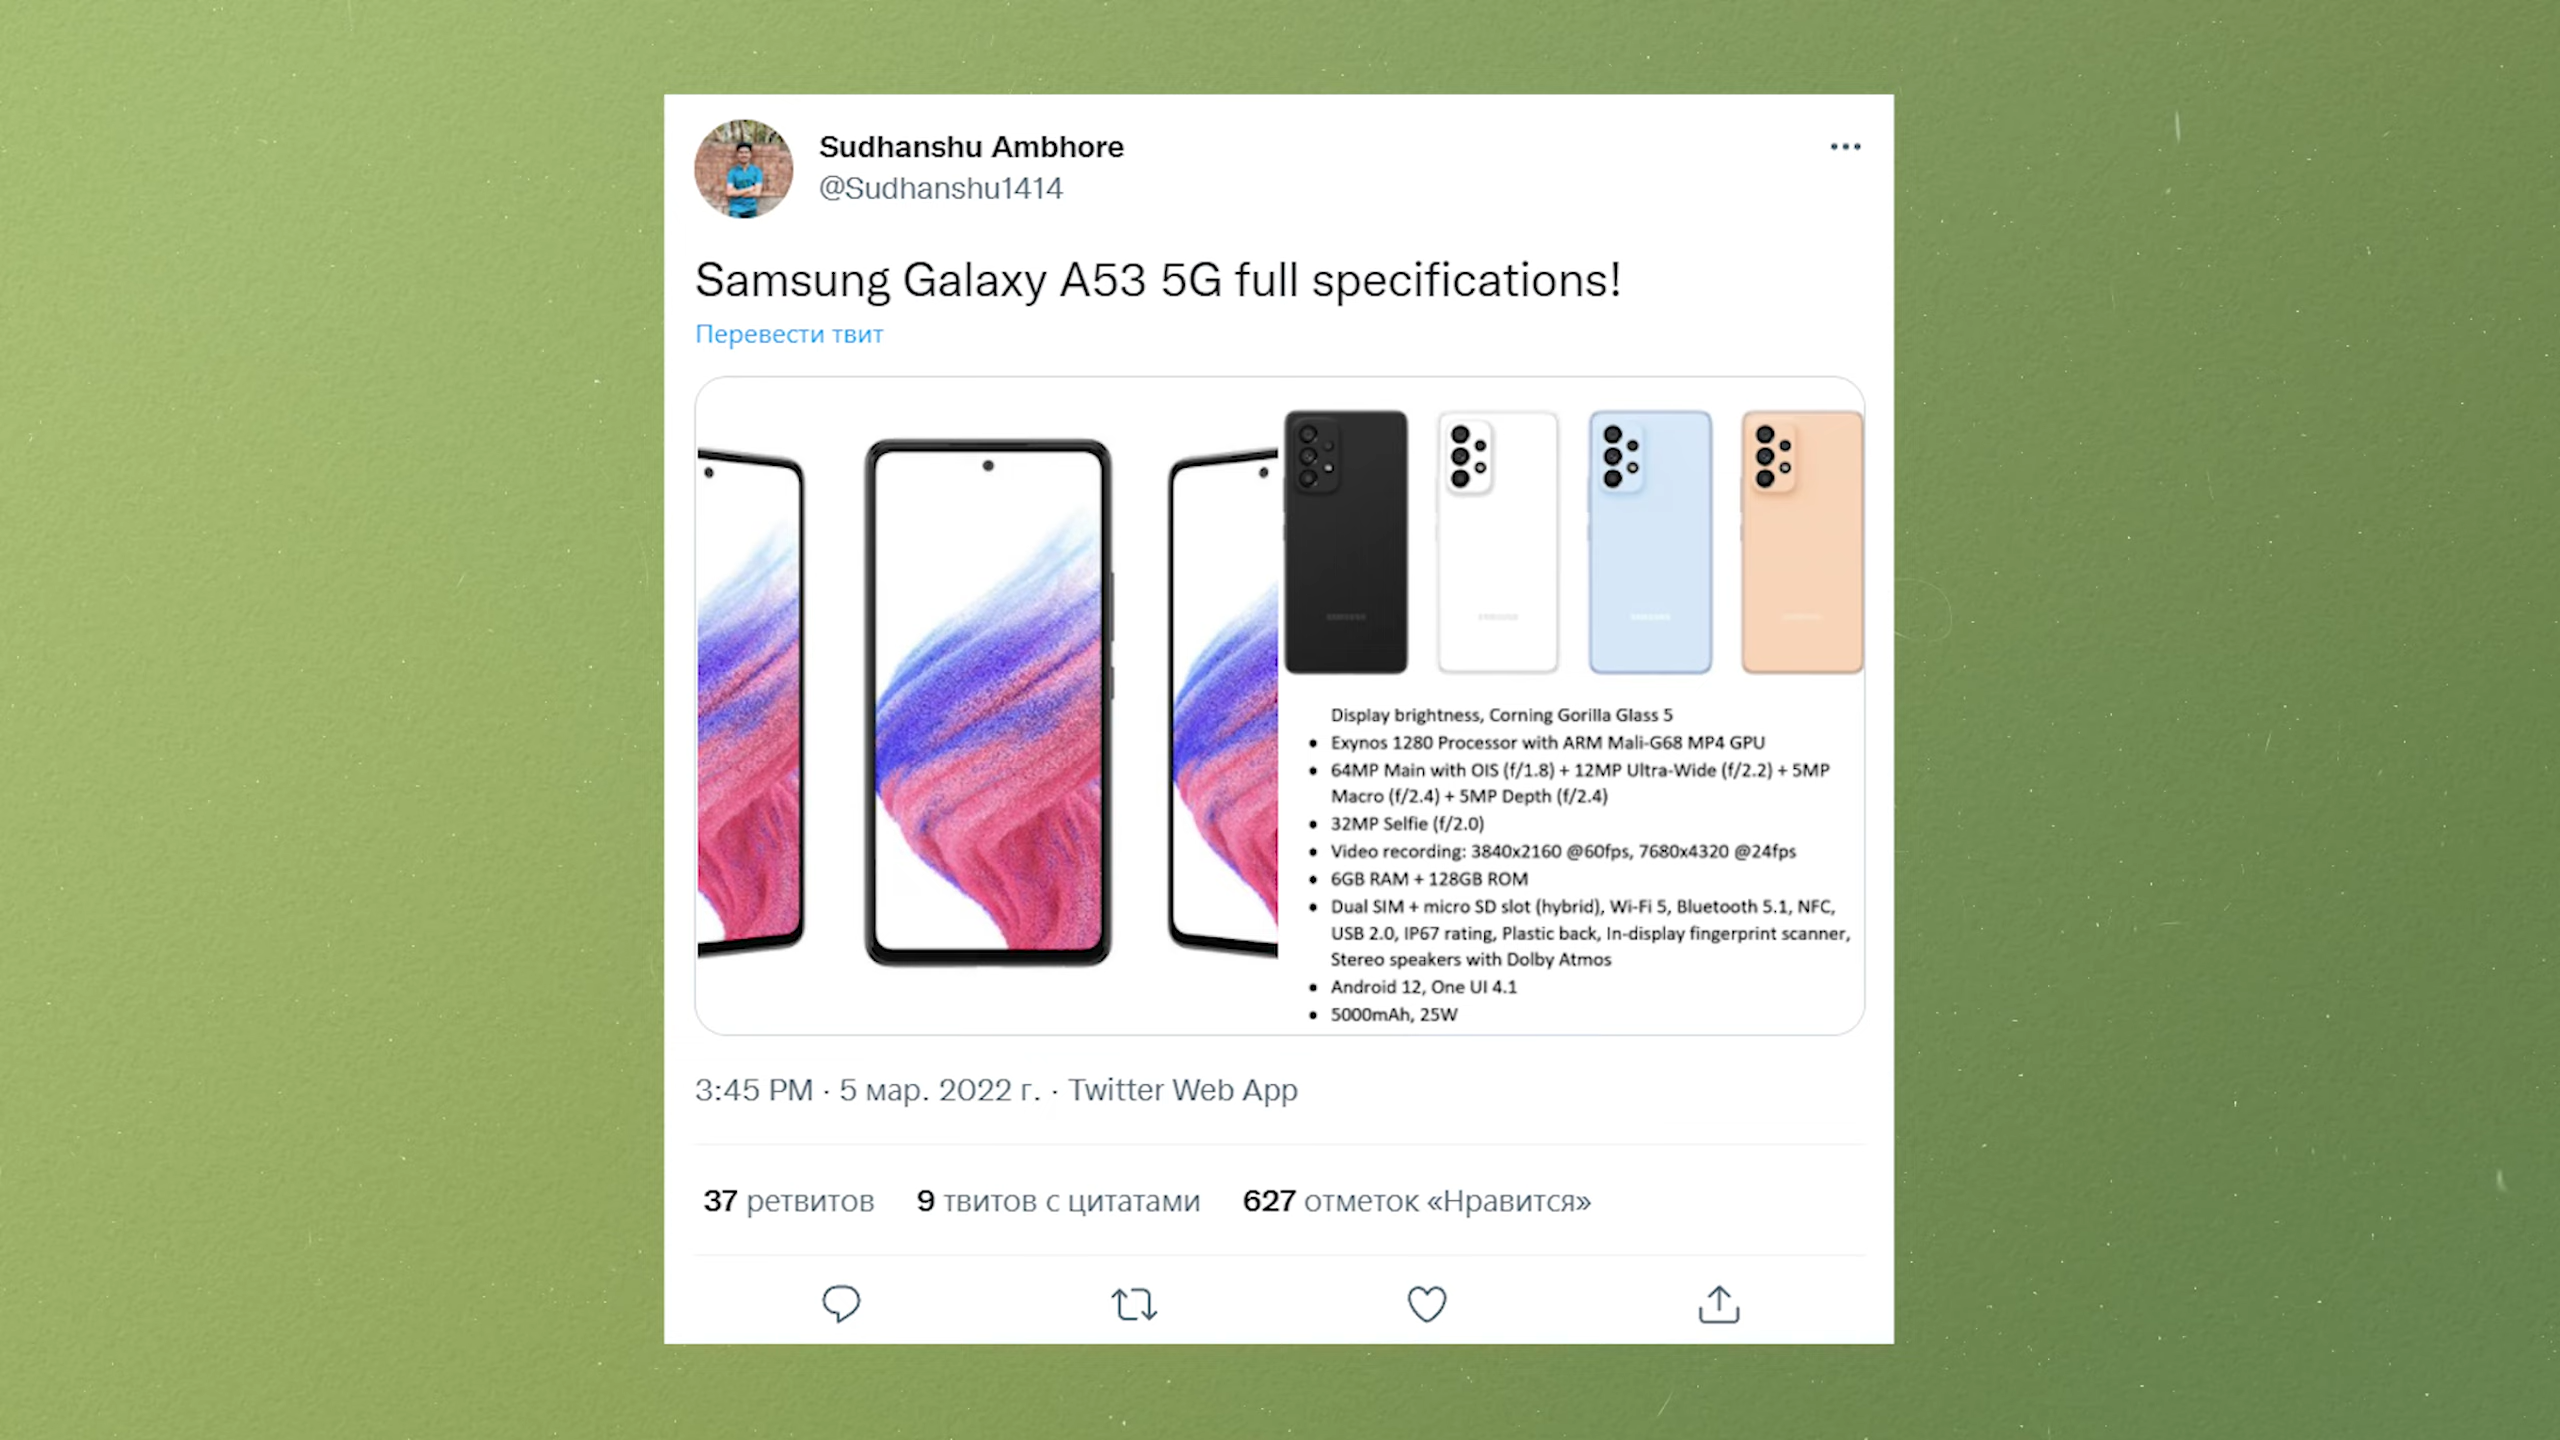 Sudhanshu Ambhore
@Sudhanshu1414
Samsung Galaxy A53 5G full specifications!
Перевести твит
Display brightness, Corning Gorilla Glass 5
• Exynos 1280 Processor with ARM Mali-G68 MP4 GPU
• 64MP Main with OIS (f/1.8) + 12MP Ultra-Wide (f/2.2) + 5MP
Macro (f/2.4) + 5MP Depth (f/2.4)
• 32MP Selfie (f/2.0)
• Video recording: 3840x2160 @60fps, 7680x4320 @24fps
• 6GB RAM + 128GB ROM
• Dual SIM + micro SD slot (hybrid), Wi-Fi 5, Bluetooth 5.1, NFC,
USB 2.0, IP67 rating, Plastic back, In-display fingerprint scanner,
Stereo speakers with Dolby Atmos
• Android 12, One UI 4.1
• 5000mAh, 25W
3:45 PM · 5 мар. 2022 г. · Twitter Web App
37 ретвитов 9 твитов с цитатами 627 отметок «Нравится»